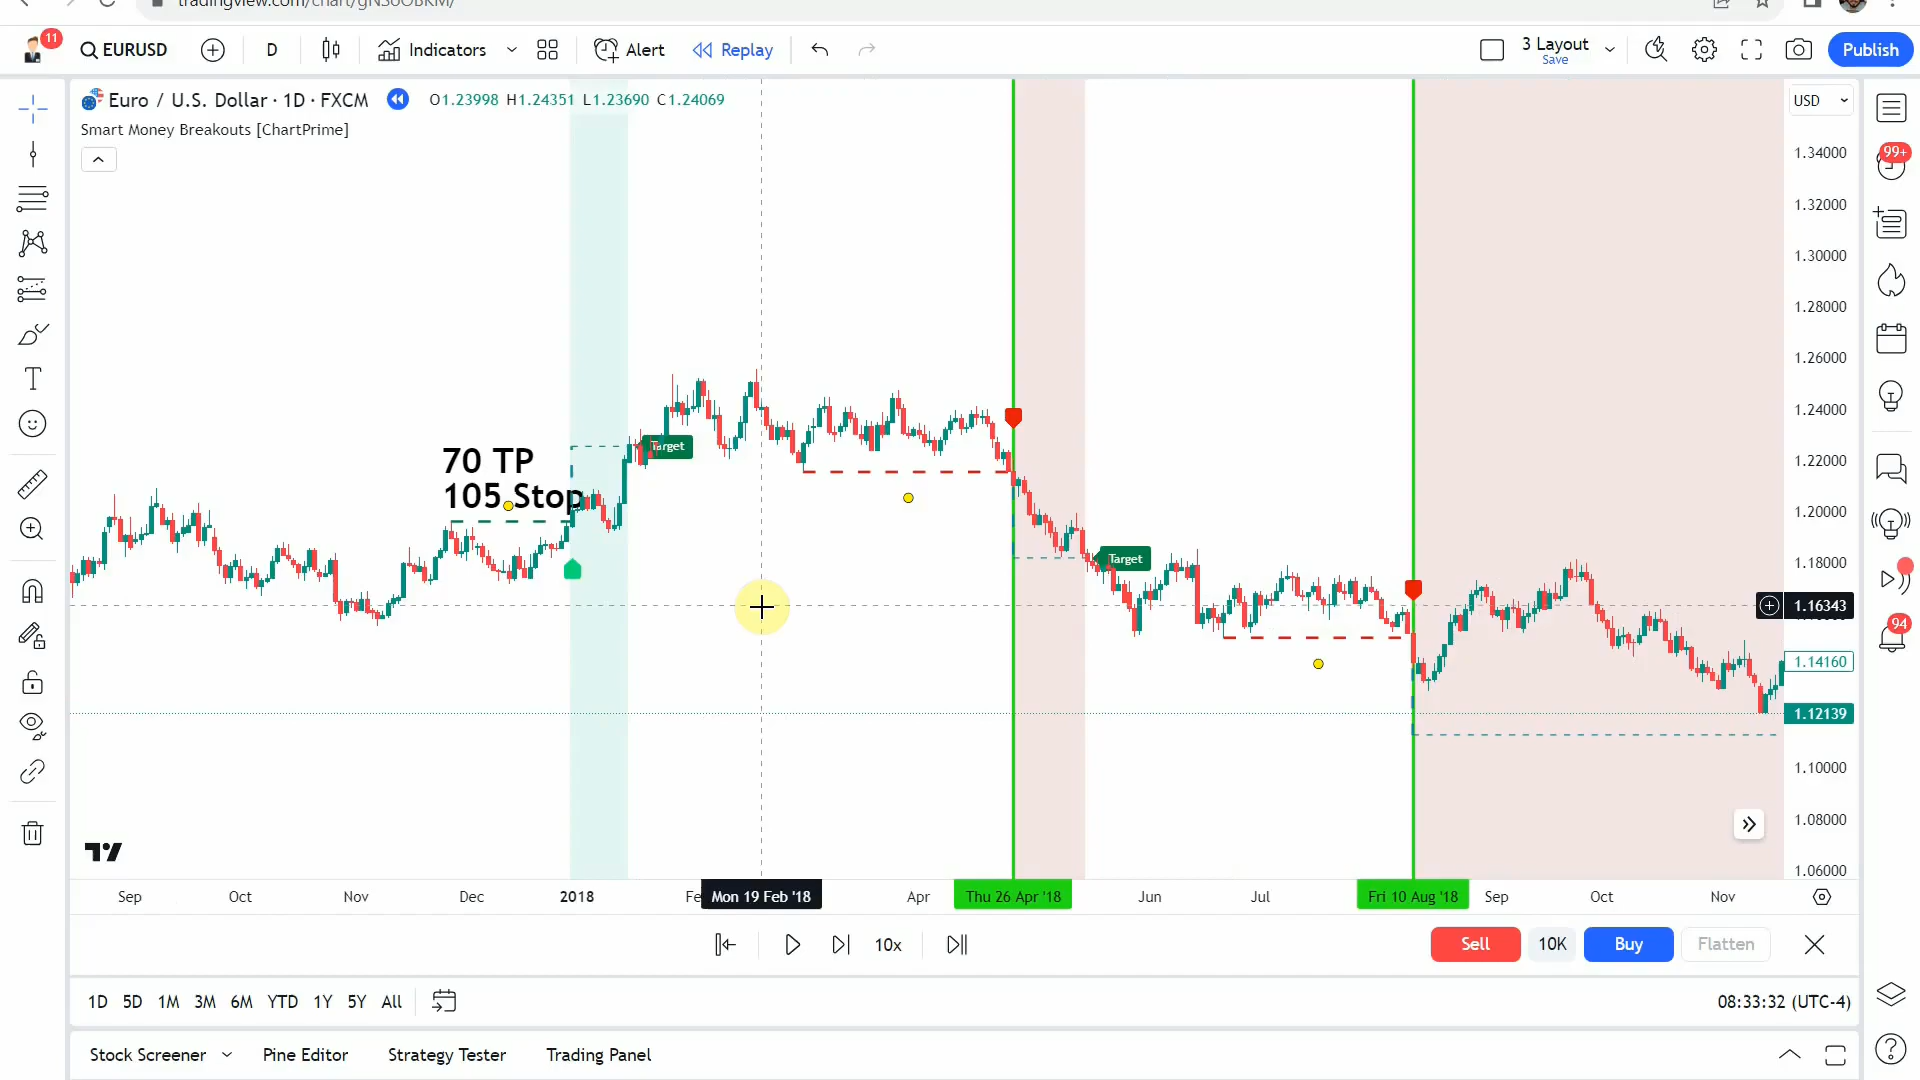 11
EURUSD
D
Indicators
Alert
Replay
3 Layout
Save
Publish
Euro / U.S. Dollar · 1D · FXCM
O1.23998 H1.24351 L1.23690 C1.24069
USD
Smart Money Breakouts [ChartPrime]
1.34000
99+
1.32000
1.30000
1.28000
1.26000
1.24000
70 TP
Target
1.22000
105 Stop
1.20000
Target
1.18000
1.16343
94
1.14160
1.12139
1.10000
1.08000
1.06000
Sep
Oct
Nov
Dec
2018
Fe
Mon 19 Feb '18
Apr
Thu 26 Apr '18
Jun
Jul
Fri 10 Aug '18
Sep
Oct
Nov
10x
Sell
10K
Buy
Flatten
1D 5D 1M 3M 6M YTD 1Y 5Y All
08:33:32 (UTC-4)
Stock Screener
Pine Editor
Strategy Tester
Trading Panel